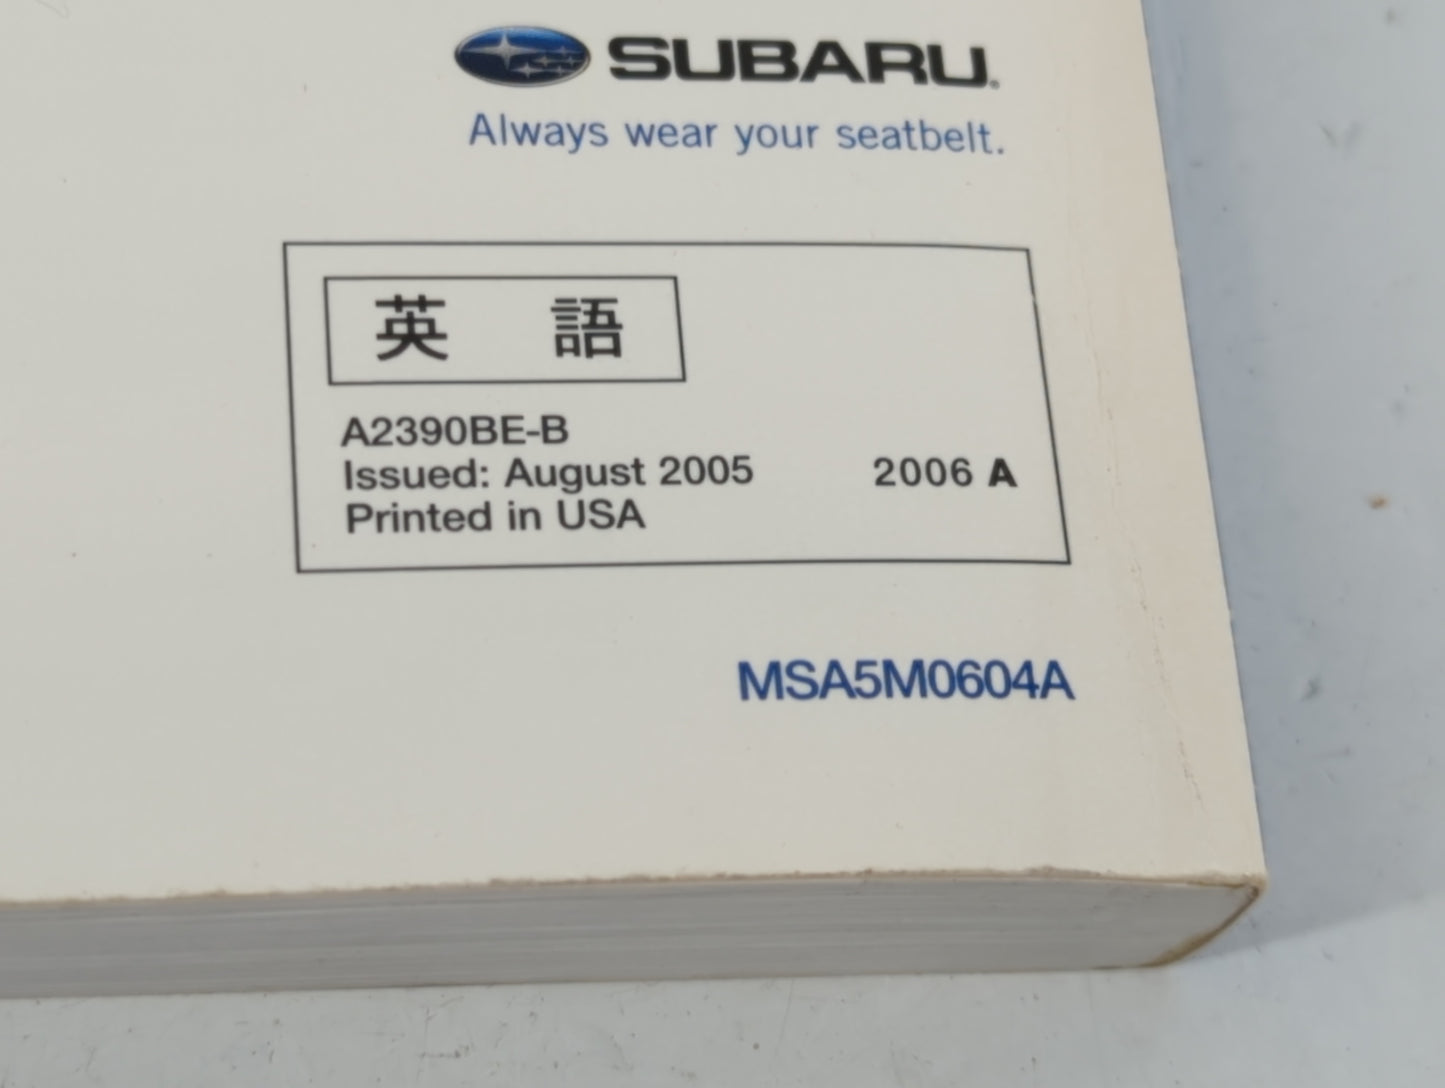 SUBARU®
Always wear your seatbelt.
英 語
A2390BE-B
Issued: August 2005 2006 A
Printed in USA
MSA5M0604A